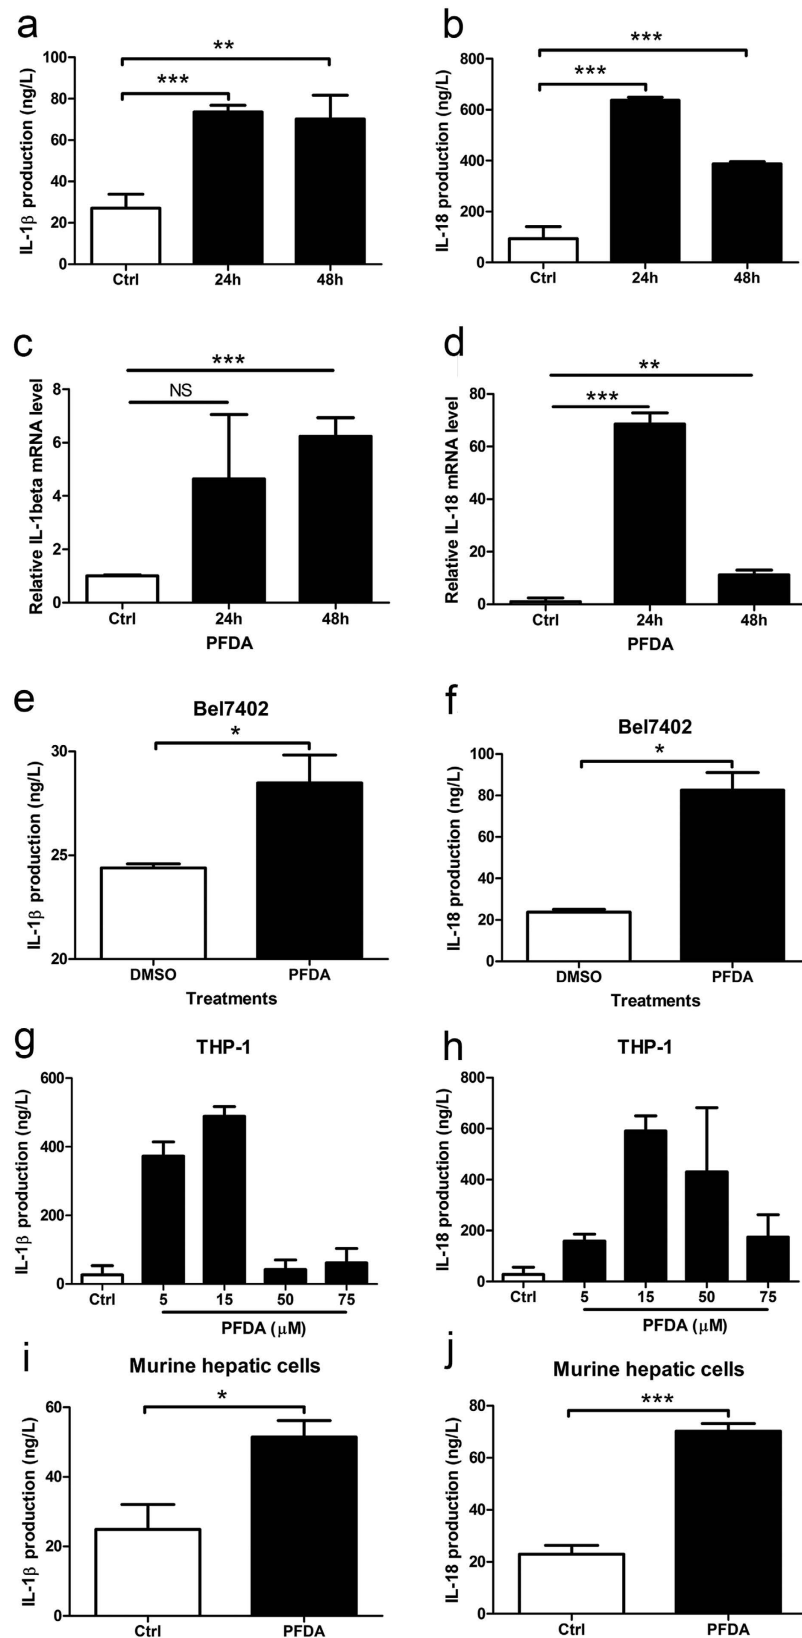 a
**
***
IL-1β production (ng/L)
100
80
60
40
20
0
Ctrl
24h
48h
b
***
***
IL-18 production (ng/L)
800
600
400
200
0
Ctrl
24h
48h
c
***
NS
Relative IL-1beta mRNA level
8
6
4
2
0
Ctrl
24h
48h
PFDA
d
**
***
Relative IL-18 mRNA level
80
60
40
20
0
Ctrl
24h
48h
PFDA
e
Bel7402
*
IL-1β production (ng/L)
30
25
20
DMSO
PFDA
Treatments
f
Bel7402
*
IL-18 production (ng/L)
100
80
60
40
20
0
DMSO
PFDA
Treatments
g
THP-1
IL-1β production (ng/L)
600
400
200
0
Ctrl
5
15
50
75
PFDA (μM)
h
THP-1
IL-18 production (ng/L)
800
600
400
200
0
Ctrl
5
15
50
75
PFDA (μM)
i
Murine hepatic cells
*
IL-1β production (ng/L)
60
40
20
0
Ctrl
PFDA
j
Murine hepatic cells
***
IL-18 production (ng/L)
80
60
40
20
0
Ctrl
PFDA